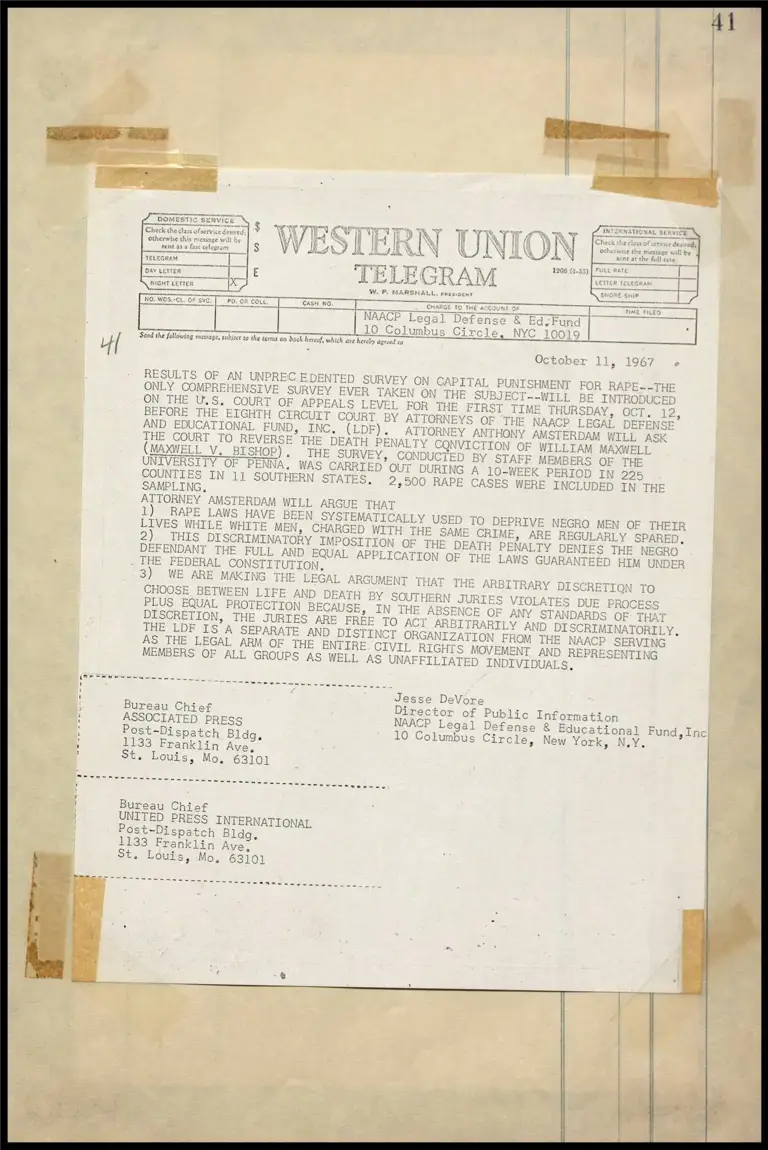 41
DOMESTIC SERVICE
Check the class of service desired;
otherwise this message will be
sent as a fast telegram
TELEGRAM
DAY LETTER
NIGHT LETTER X
$
S
E
WESTERN UNION
TELEGRAM
W. P. MARSHALL, PRESIDENT
1206 (1-55)
INTERNATIONAL SERVICE
Check the class of service desired;
otherwise the message will be
sent at the full rate
FULL RATE
LETTER TELEGRAM
SHORE-SHIP
NO. WDS.-CL. OF SVC.
PD. OR COLL.
CASH NO.
CHARGE TO THE ACCOUNT OF
TIME FILED
NAACP Legal Defense & Ed.Fund
10 Columbus Circle, NYC 10019
Send the following message, subject to the terms on back hereof, which are hereby agreed to
41
October 11, 1967
RESULTS OF AN UNPREC EDENTED SURVEY ON CAPITAL PUNISHMENT FOR RAPE--THE
ONLY COMPREHENSIVE SURVEY EVER TAKEN ON THE SUBJECT--WILL BE INTRODUCED
ON THE U.S. COURT OF APPEALS LEVEL FOR THE FIRST TIME THURSDAY, OCT. 12,
BEFORE THE EIGHTH CIRCUIT COURT BY ATTORNEYS OF THE NAACP LEGAL DEFENSE
AND EDUCATIONAL FUND, INC. (LDF). ATTORNEY ANTHONY AMSTERDAM WILL ASK
THE COURT TO REVERSE THE DEATH PENALTY CONVICTION OF WILLIAM MAXWELL
(MAXWELL V. BISHOP). THE SURVEY, CONDUCTED BY STAFF MEMBERS OF THE
UNIVERSITY OF PENNA. WAS CARRIED OUT DURING A 10-WEEK PERIOD IN 225
COUNTIES IN 11 SOUTHERN STATES. 2,500 RAPE CASES WERE INCLUDED IN THE
SAMPLING.
ATTORNEY AMSTERDAM WILL ARGUE THAT
1) RAPE LAWS HAVE BEEN SYSTEMATICALLY USED TO DEPRIVE NEGRO MEN OF THEIR
LIVES WHILE WHITE MEN, CHARGED WITH THE SAME CRIME, ARE REGULARLY SPARED.
2) THIS DISCRIMINATORY IMPOSITION OF THE DEATH PENALTY DENIES THE NEGRO
DEFENDANT THE FULL AND EQUAL APPLICATION OF THE LAWS GUARANTEED HIM UNDER
THE FEDERAL CONSTITUTION.
3) WE ARE MAKING THE LEGAL ARGUMENT THAT THE ARBITRARY DISCRETION TO
CHOOSE BETWEEN LIFE AND DEATH BY SOUTHERN JURIES VIOLATES DUE PROCESS
PLUS EQUAL PROTECTION BECAUSE, IN THE ABSENCE OF ANY STANDARDS OF THAT
DISCRETION, THE JURIES ARE FREE TO ACT ARBITRARILY AND DISCRIMINATORILY.
THE LDF IS A SEPARATE AND DISTINCT ORGANIZATION FROM THE NAACP SERVING
AS THE LEGAL ARM OF THE ENTIRE CIVIL RIGHTS MOVEMENT AND REPRESENTING
MEMBERS OF ALL GROUPS AS WELL AS UNAFFILIATED INDIVIDUALS.
Jesse DeVore
Director of Public Information
NAACP Legal Defense & Educational Fund,Inc
10 Columbus Circle, New York, N.Y.
Bureau Chief
ASSOCIATED PRESS
Post-Dispatch Bldg.
1133 Franklin Ave.
St. Louis, Mo. 63101
Bureau Chief
UNITED PRESS INTERNATIONAL
Post-Dispatch Bldg.
1133 Franklin Ave.
St. Louis, Mo. 63101